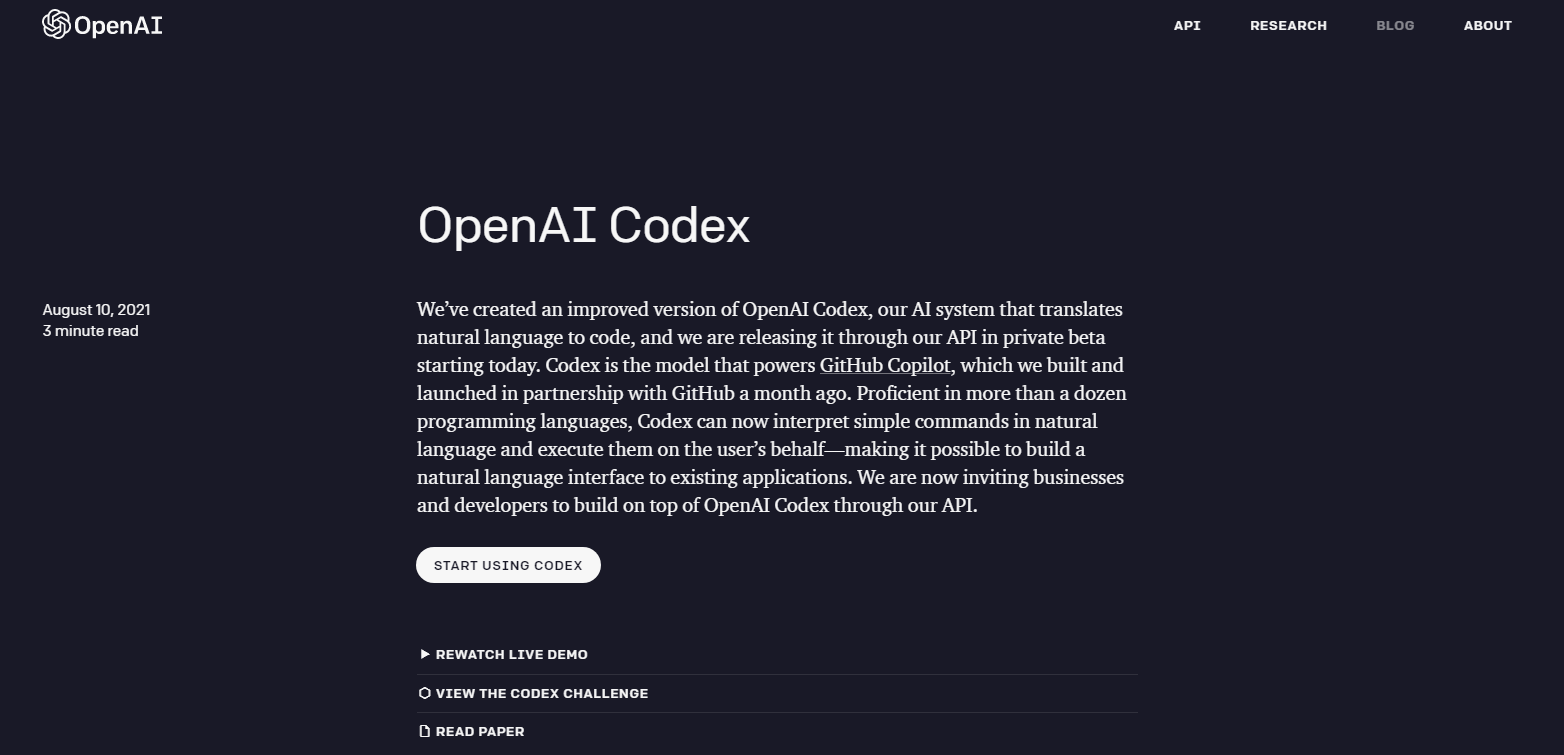 OpenAI
API
RESEARCH
BLOG
ABOUT
OpenAI Codex
August 10, 2021
3 minute read
We’ve created an improved version of OpenAI Codex, our AI system that translates
natural language to code, and we are releasing it through our API in private beta
starting today. Codex is the model that powers GitHub Copilot, which we built and
launched in partnership with GitHub a month ago. Proficient in more than a dozen
programming languages, Codex can now interpret simple commands in natural
language and execute them on the user’s behalf—making it possible to build a
natural language interface to existing applications. We are now inviting businesses
and developers to build on top of OpenAI Codex through our API.
START USING CODEX
REWATCH LIVE DEMO
VIEW THE CODEX CHALLENGE
READ PAPER